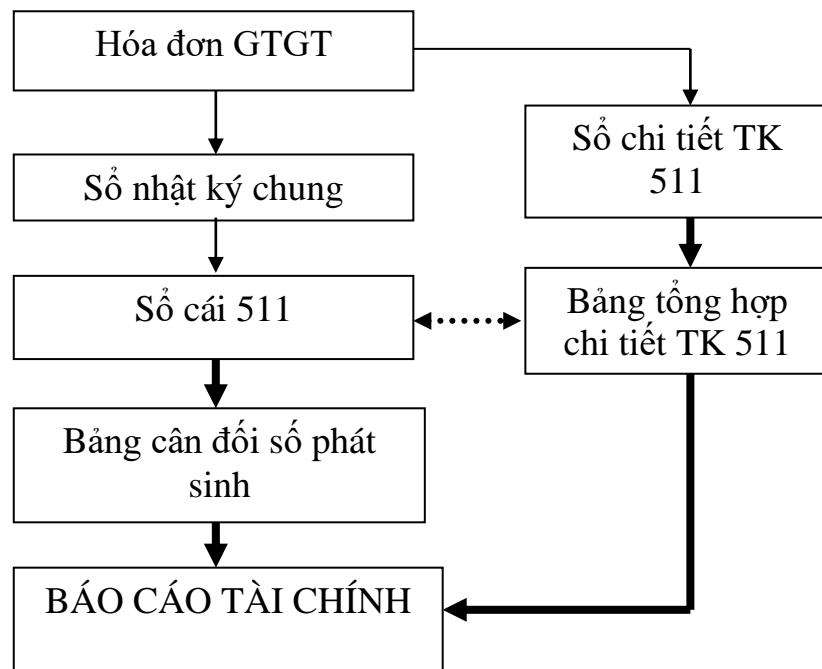 Hóa đơn GTGT
Sổ chi tiết TK
511
Sổ nhật ký chung
Sổ cái 511
Bảng tổng hợp
chi tiết TK 511
Bảng cân đối số phát
sinh
BÁO CÁO TÀI CHÍNH